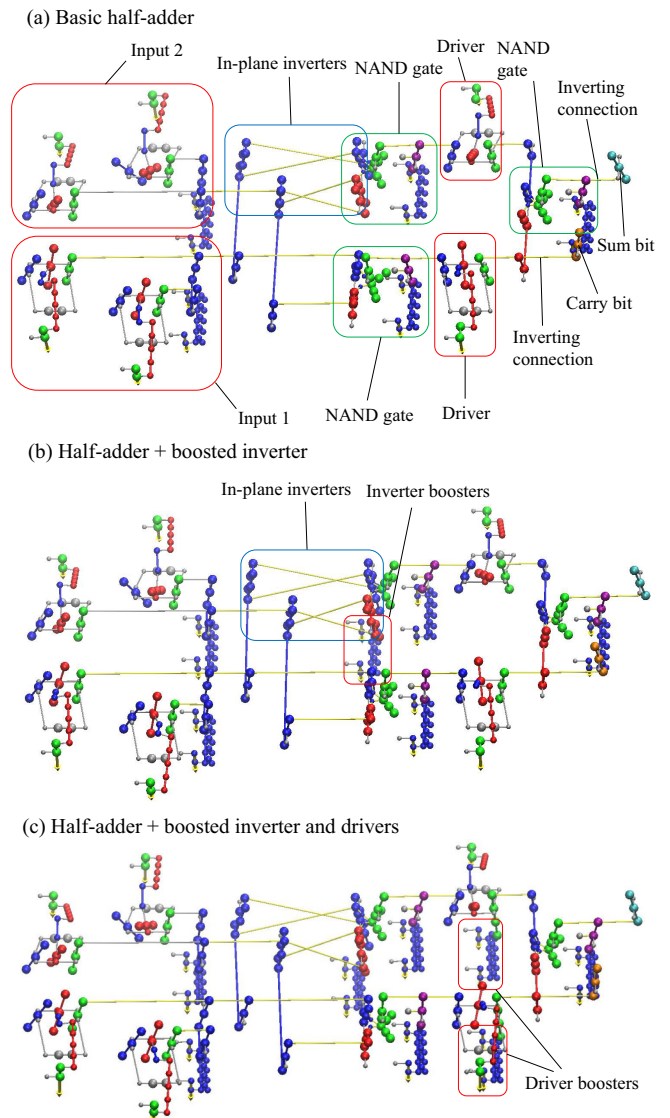 (a) Basic half-adder
Input 2
In-plane inverters
NAND gate
Driver
NAND
gate
Inverting
connection
Sum bit
Carry bit
Inverting
connection
Input 1
NAND gate
Driver
(b) Half-adder + boosted inverter
In-plane inverters
Inverter boosters
(c) Half-adder + boosted inverter and drivers
Driver boosters